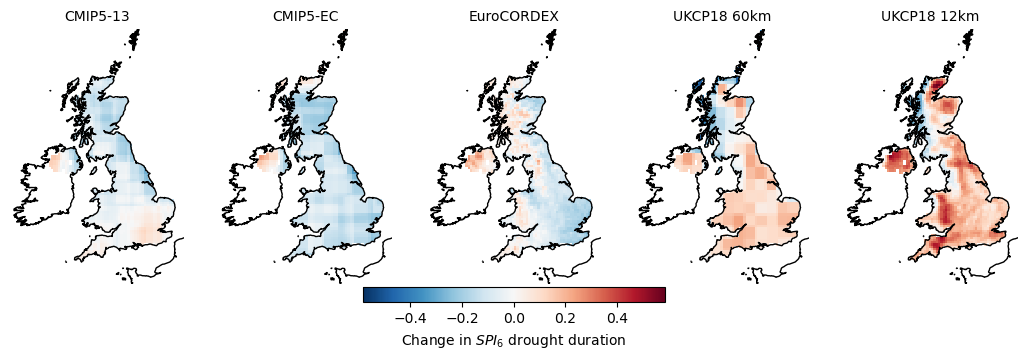 CMIP5-13 CMIP5-EC EuroCORDEX UKCP18 60km UKCP18 12km
−0.4 −0.2 0.0 0.2 0.4
Change in SPI₆ drought duration